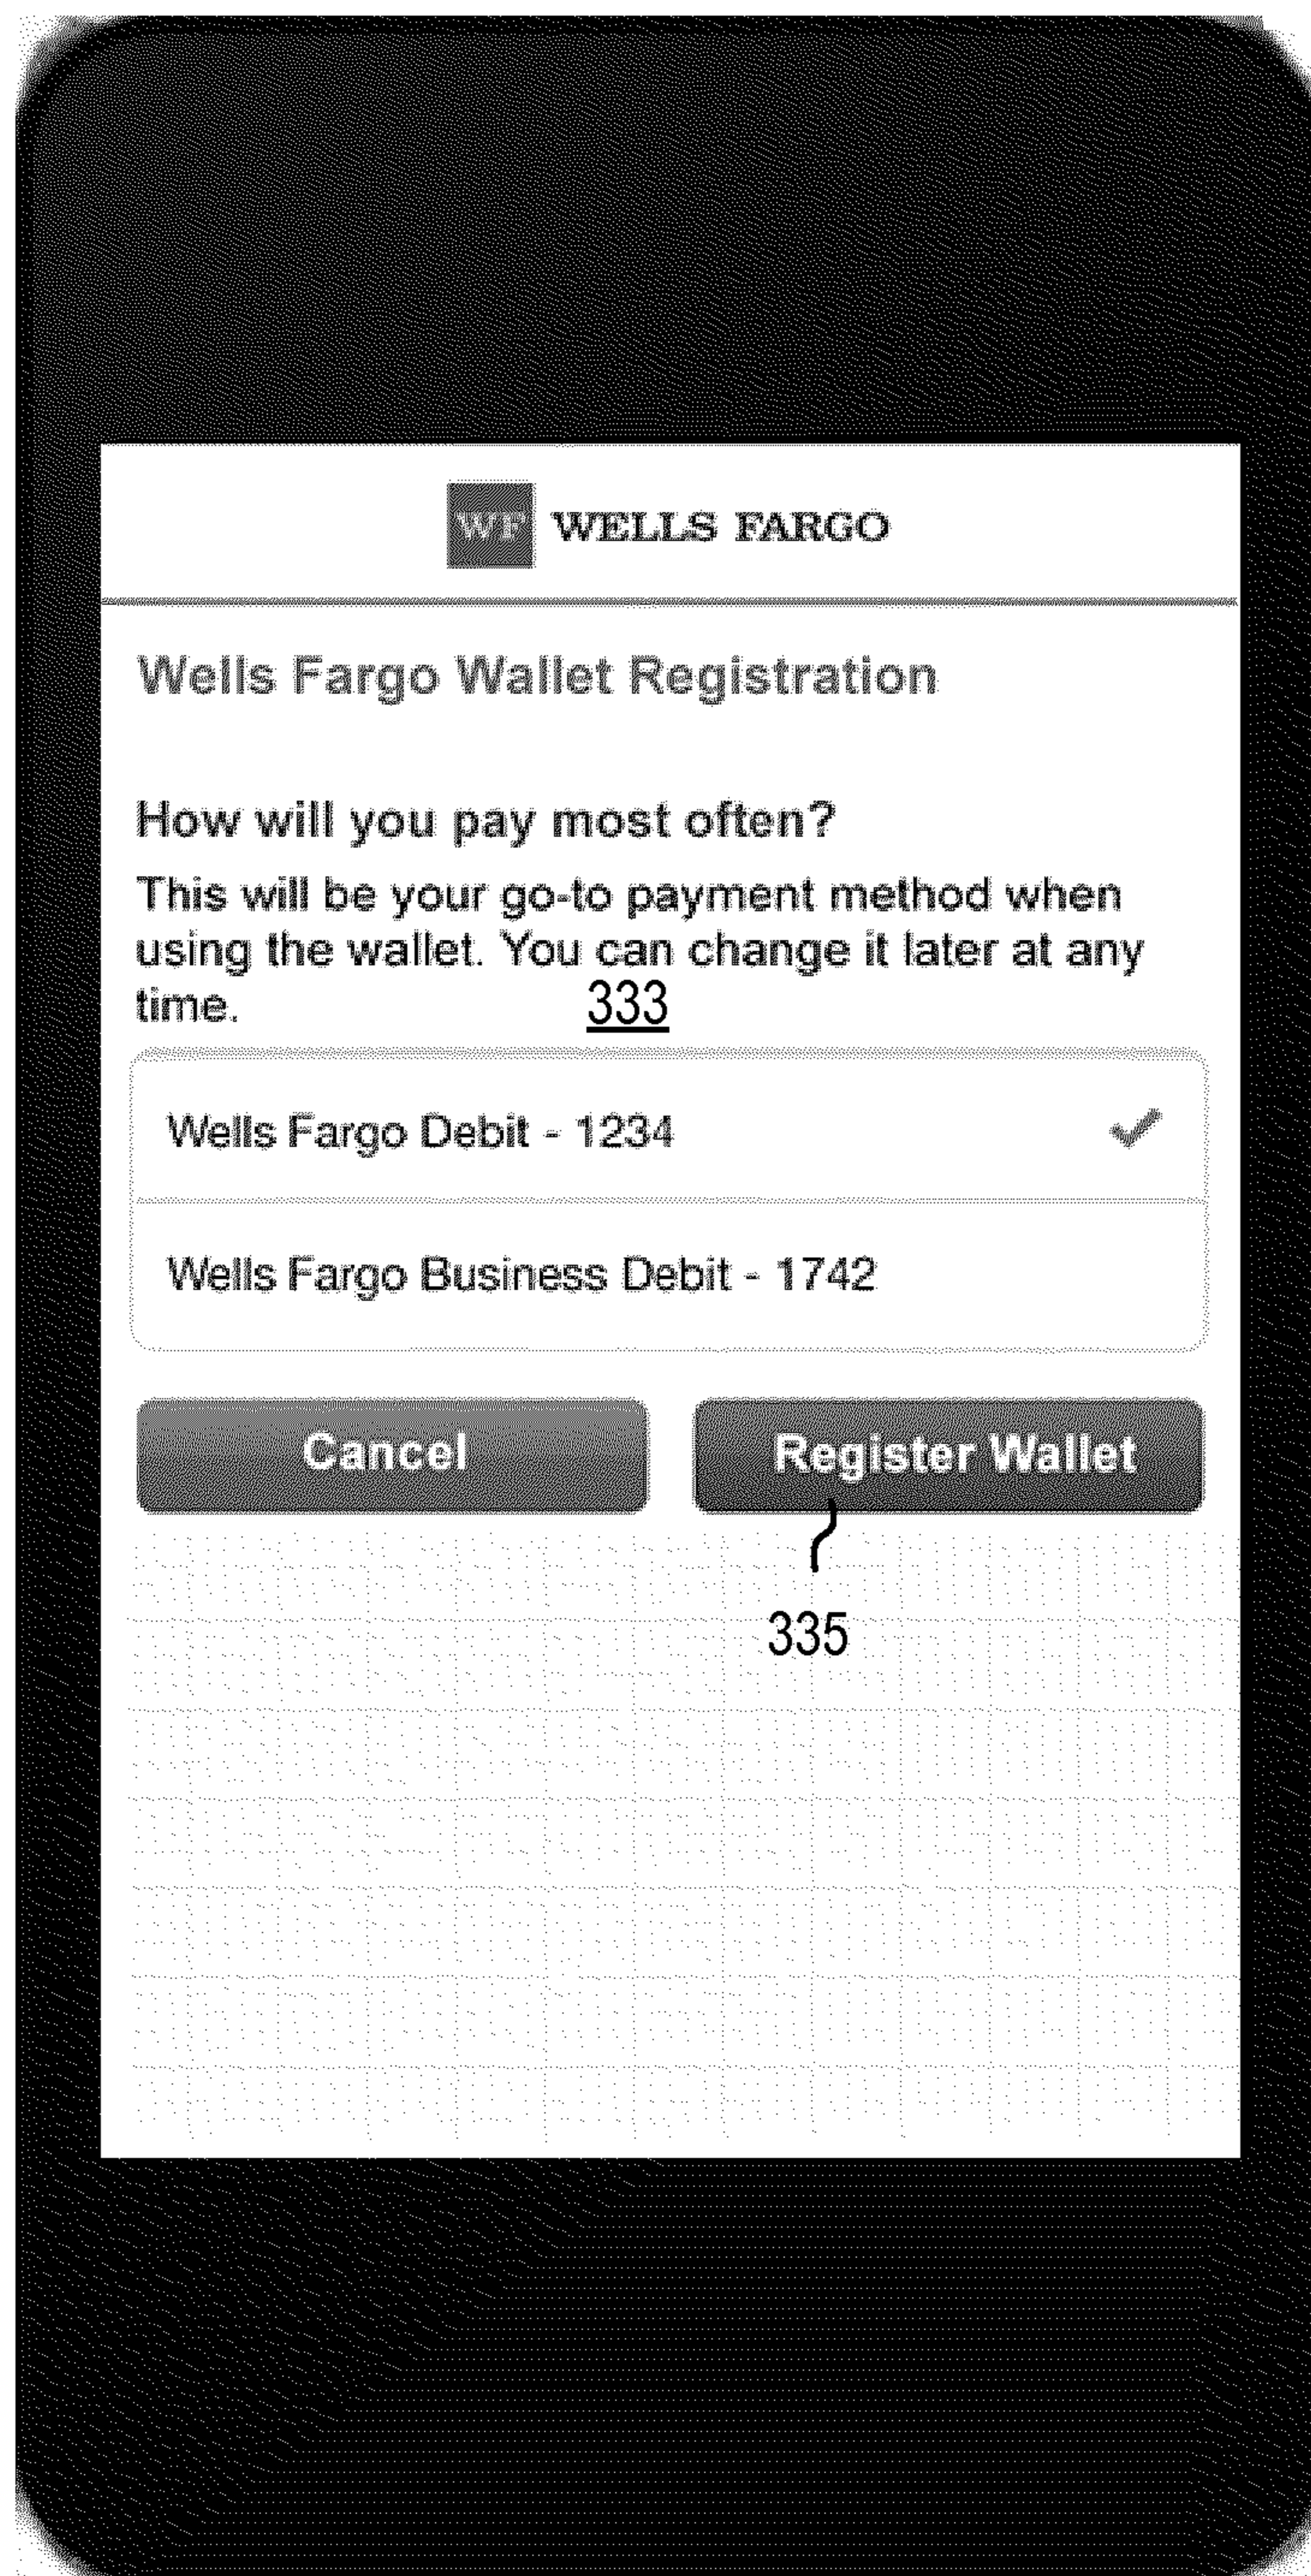 WF WELLS FARGO
Wells Fargo Wallet Registration
How will you pay most often?
This will be your go-to payment method when
using the wallet. You can change it later at any
time.
333
Wells Fargo Debit - 1234
Wells Fargo Business Debit - 1742
Cancel
Register Wallet
335